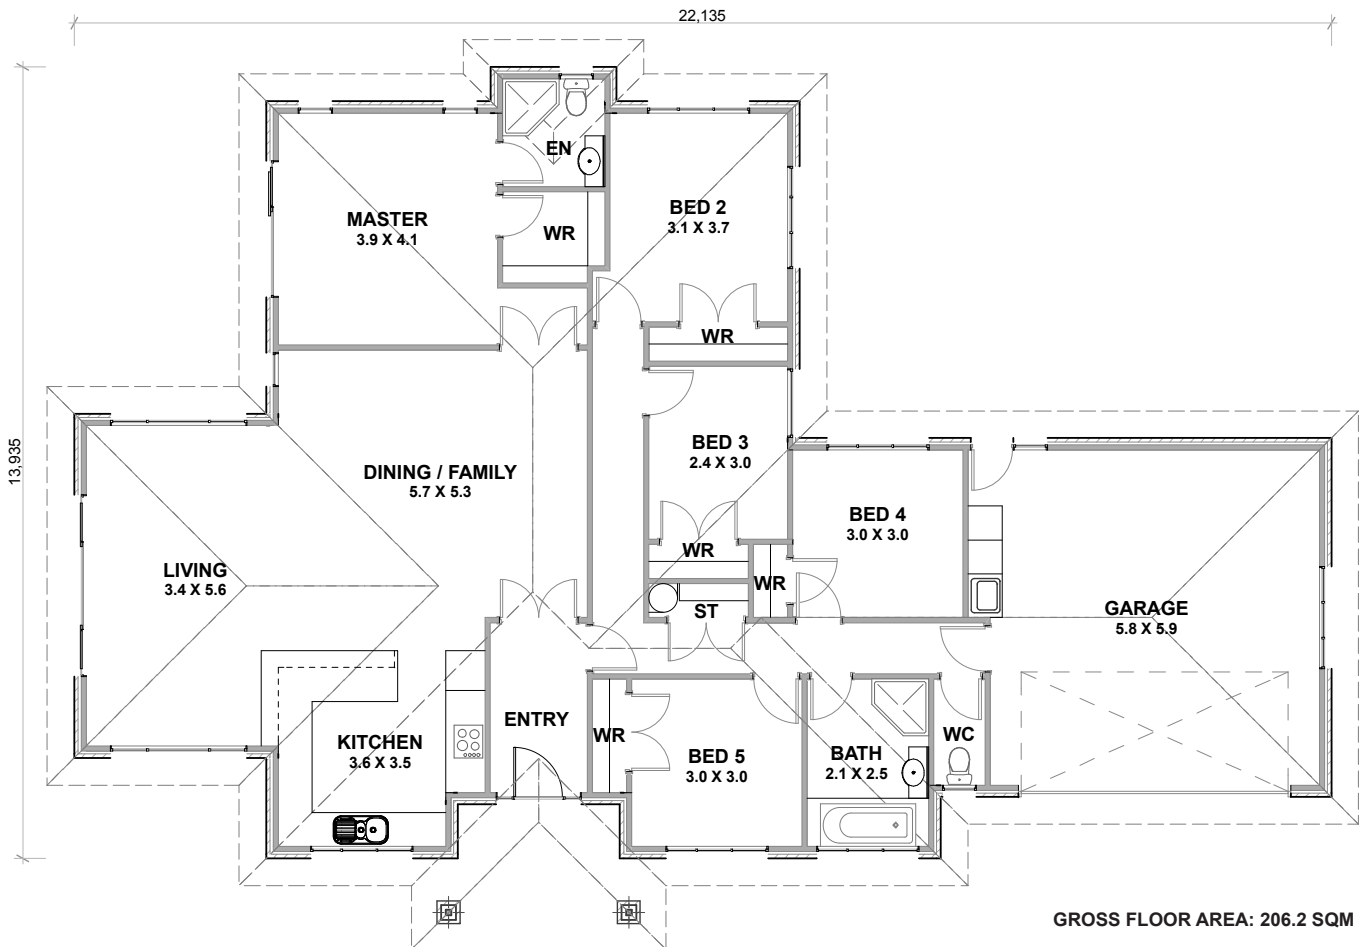 22,135
13,935
EN
MASTER
3.9 X 4.1
WR
BED 2
3.1 X 3.7
WR
DINING / FAMILY
5.7 X 5.3
BED 3
2.4 X 3.0
WR
BED 4
3.0 X 3.0
WR
LIVING
3.4 X 5.6
ST
GARAGE
5.8 X 5.9
KITCHEN
3.6 X 3.5
ENTRY
WR
BED 5
3.0 X 3.0
BATH
2.1 X 2.5
WC
GROSS FLOOR AREA: 206.2 SQM